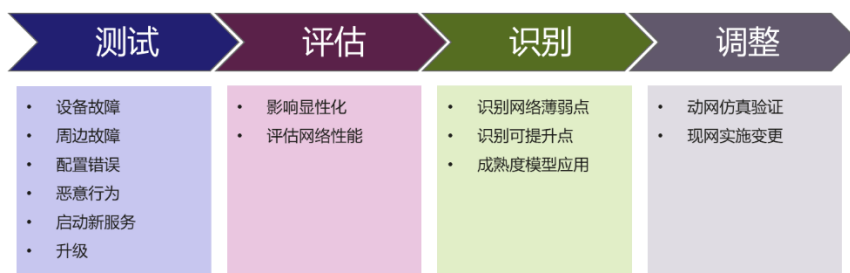 测试
评估
识别
调整
• 设备故障
• 周边故障
• 配置错误
• 恶意行为
• 启动新服务
• 升级
• 影响显性化
• 评估网络性能
• 识别网络薄弱点
• 识别可提升点
• 成熟度模型应用
• 动网仿真验证
• 现网实施变更